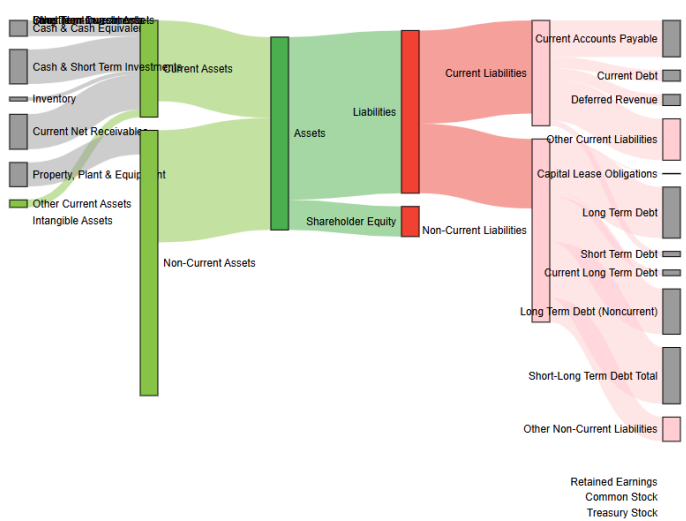 Cash & Cash Equivalen
Current Accounts Payable
Cash & Short Term Investments
Current Assets
Current Liabilities
Current Debt
Inventory
Deferred Revenue
Liabilities
Current Net Receivables
Assets
Other Current Liabilities
Property, Plant & Equipment
Capital Lease Obligations
Other Current Assets
Long Term Debt
Intangible Assets
Shareholder Equity
Non-Current Liabilities
Short Term Debt
Non-Current Assets
Current Long Term Debt
Long Term Debt (Noncurrent)
Short-Long Term Debt Total
Other Non-Current Liabilities
Retained Earnings
Common Stock
Treasury Stock